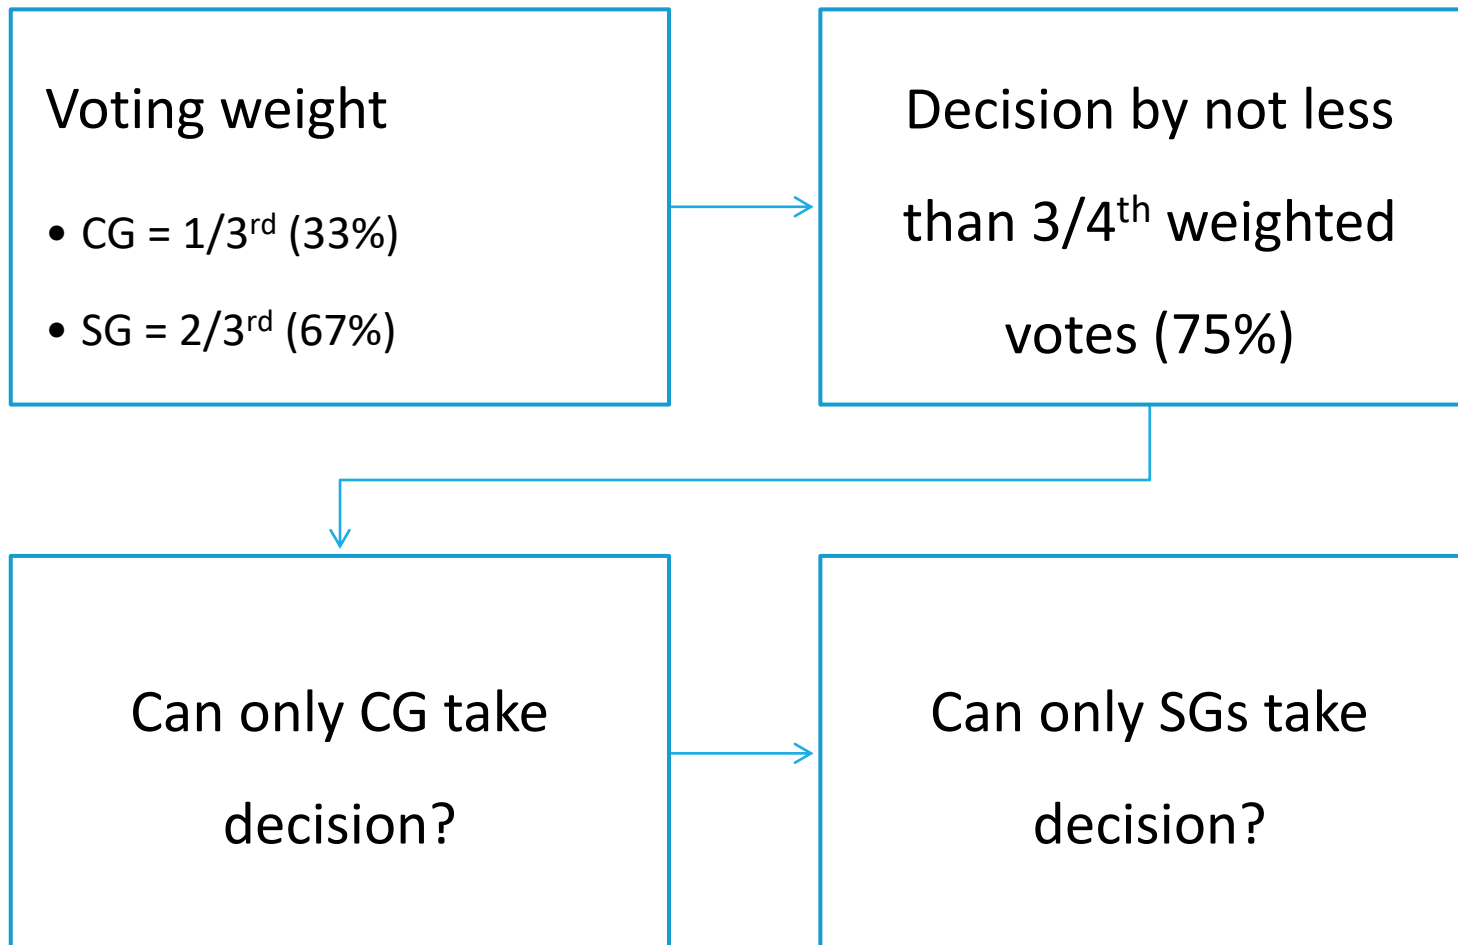 Voting weight
• CG = 1/3rd (33%)
• SG = 2/3rd (67%)
Decision by not less
than 3/4th weighted
votes (75%)
Can only CG take
decision?
Can only SGs take
decision?